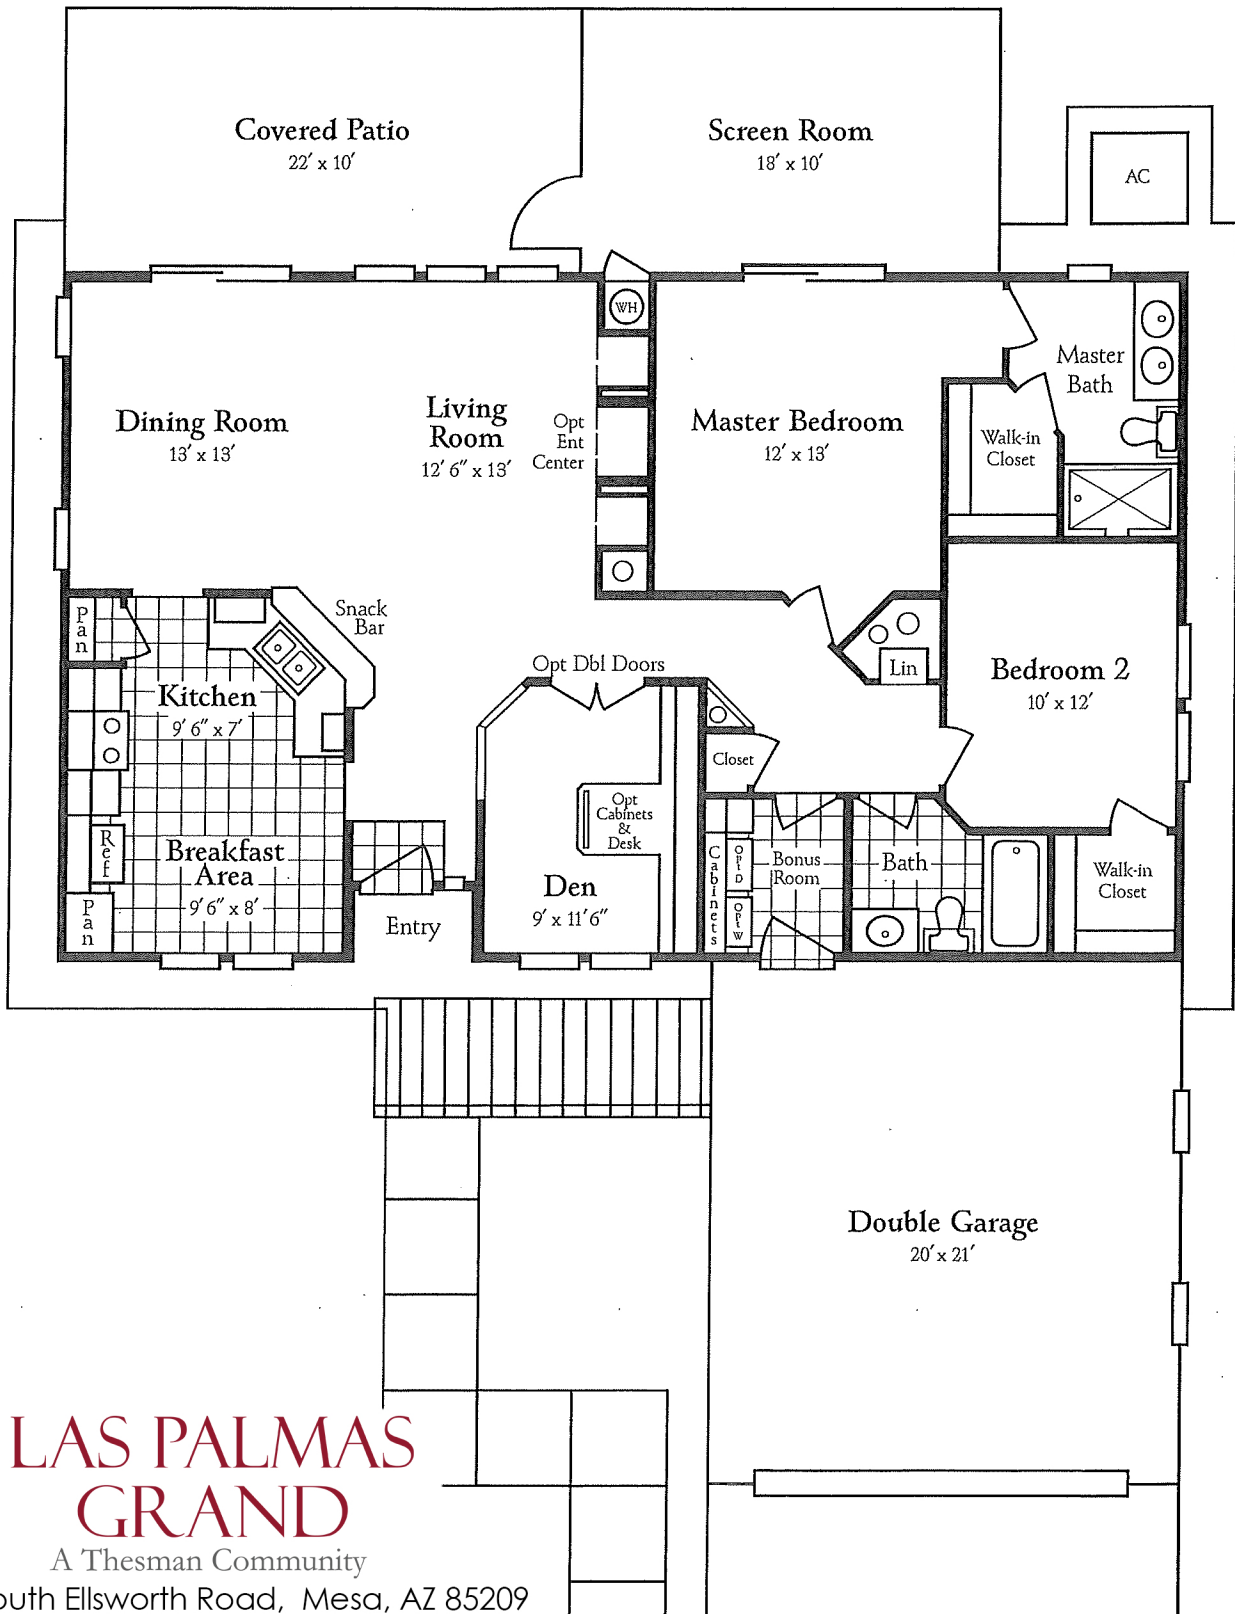 Covered Patio
22' x 10'
Screen Room
18' x 10'
AC
WH
Master
Bath
Dining Room
13' x 13'
Living
Room
12' 6" x 13'
Opt
Ent
Center
Master Bedroom
12' x 13'
Walk-in
Closet
Pan
Snack
Bar
Kitchen
9' 6" x 7'
Opt Dbl Doors
Lin
Bedroom 2
10' x 12'
Closet
Opt
Cabinets
&
Desk
Ref
Breakfast
Area
9' 6" x 8'
Pan
Entry
Den
9' x 11' 6"
Cabinets
Opt D
Opt W
Bonus
Room
Bath
Walk-in
Closet
Double Garage
20' x 21'
LAS PALMAS
GRAND
A Thesman Community
outh Ellsworth Road, Mesa, AZ 85209